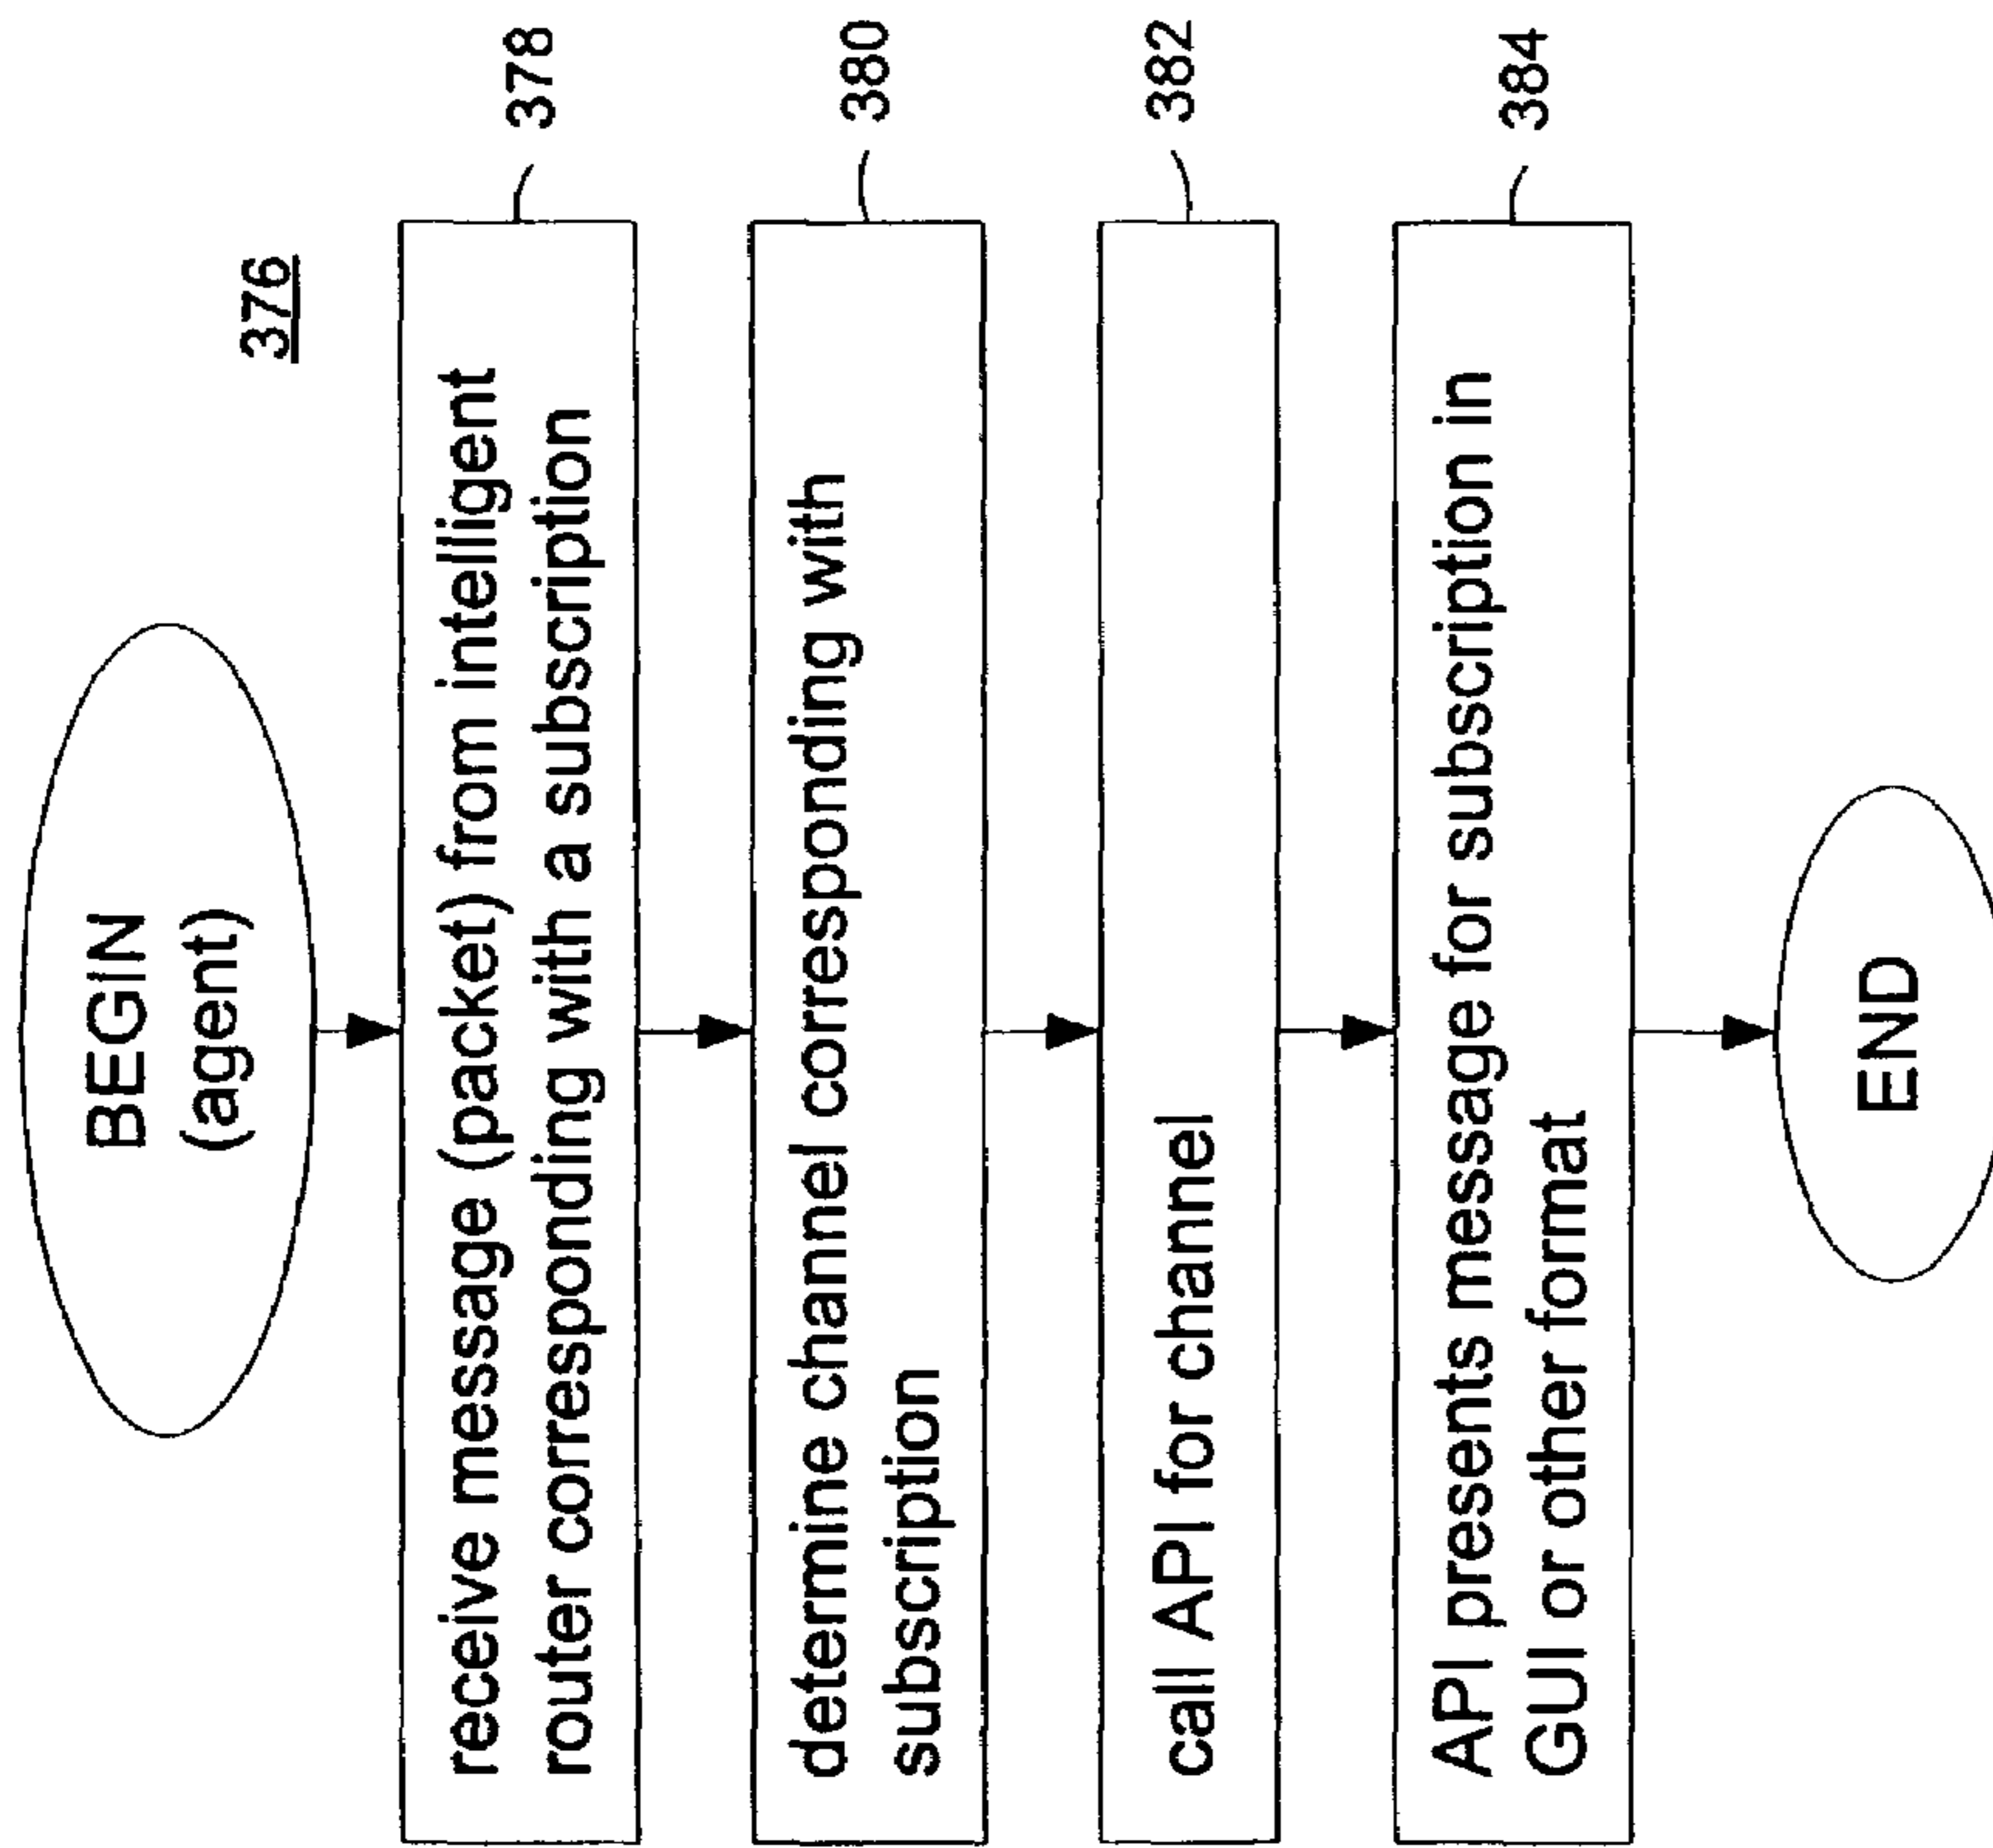 376
BEGIN
(agent)
receive message (packet) from intelligent
router corresponding with a subscription
378
determine channel corresponding with
subscription
380
call API for channel
382
API presents message for subscription in
GUI or other format
384
END